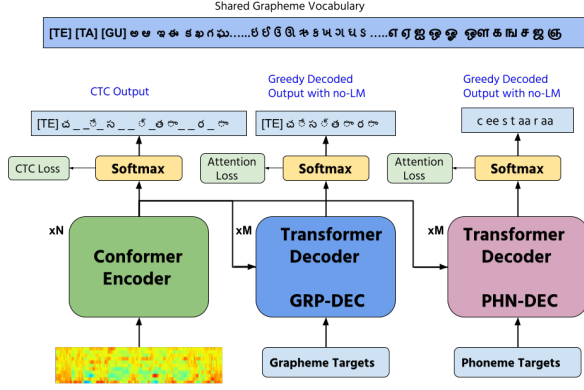 Shared Grapheme Vocabulary
[TE] [TA] [GU]
CTC Output
Greedy Decoded
Output with no-LM
Greedy Decoded
Output with no-LM
[TE]
[TE]
c ee s t aa r aa
CTC Loss
Softmax
Attention
Loss
Softmax
Attention
Loss
Softmax
xN
Conformer
Encoder
xM
Transformer
Decoder
GRP-DEC
xM
Transformer
Decoder
PHN-DEC
Grapheme Targets
Phoneme Targets